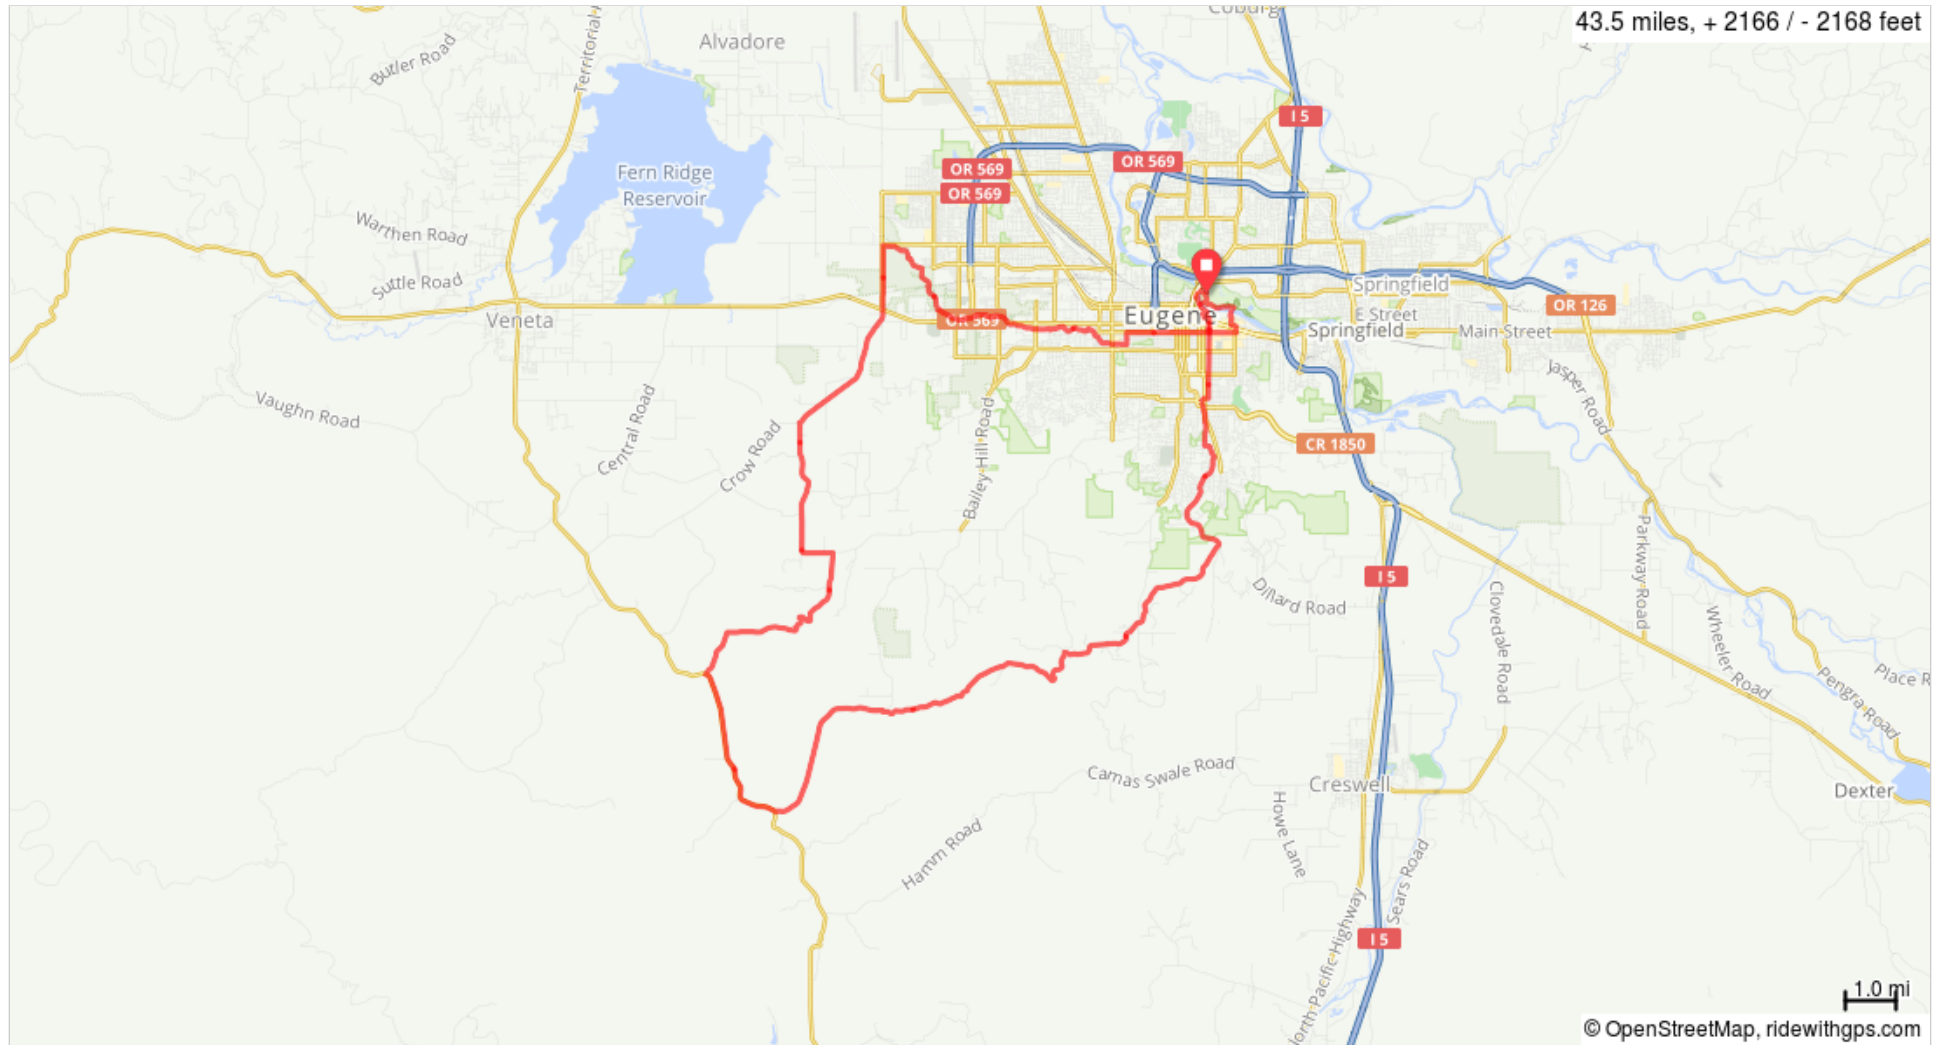 Coburg
43.5 miles, + 2166 / - 2168 feet
Alvadore
Butler Road
I 5
OR 569
OR 569
OR 569
Fern Ridge
Reservoir
Warthen Road
Suttle Road
Springfield
OR 126
Veneta
OR 569
Eugene
E Street
Springfield
Main Street
Jasper Road
Vaughn Road
Central Road
Crow Road
Bailey Hill Road
CR 1850
Parkway Road
I 5
Dillard Road
Clovedale Road
Wheeler Road
Place R
Pengra Road
Camas Swale Road
Creswell
Dexter
Howe Lane
Hamm Road
Sears Road
I 5
orth Pacific Highway
1.0 mi
© OpenStreetMap, ridewithgps.com